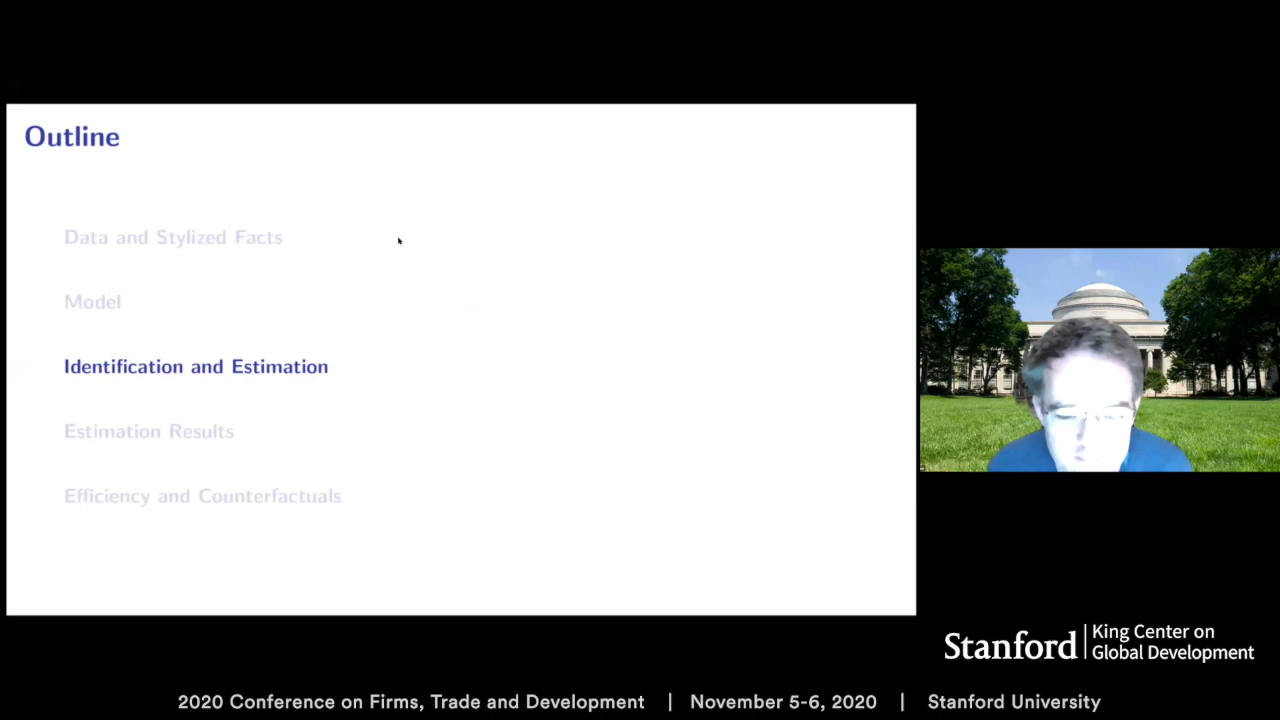 Outline
Data and Stylized Facts
Model
Identification and Estimation
Estimation Results
Efficiency and Counterfactuals
Stanford
King Center on
Global Development
2020 Conference on Firms, Trade and Development | November 5-6, 2020 | Stanford University